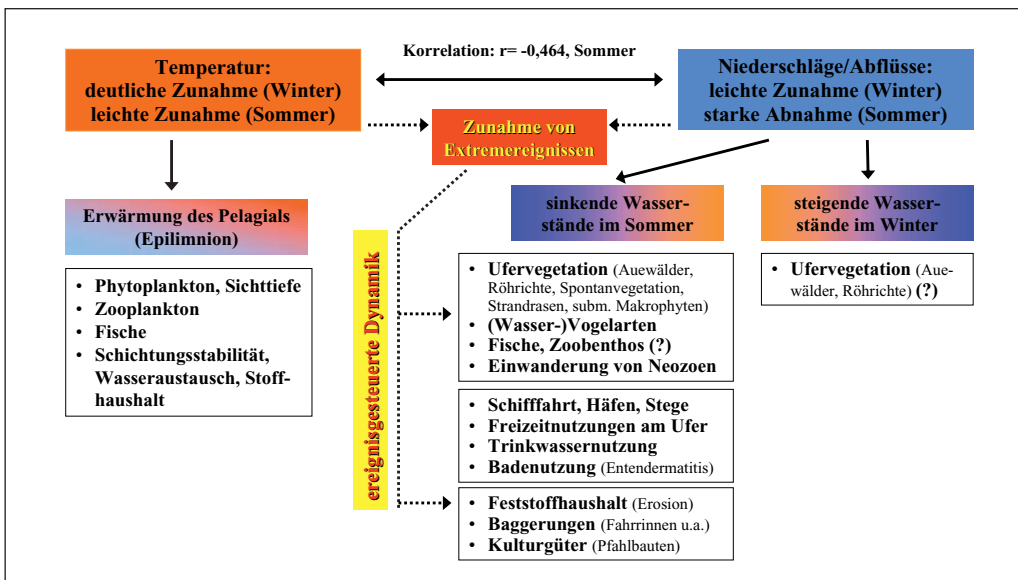 Korrelation: r= -0,464, Sommer
Temperatur:
deutliche Zunahme (Winter)
leichte Zunahme (Sommer)
Niederschläge/Abflüsse:
leichte Zunahme (Winter)
starke Abnahme (Sommer)
Zunahme von
Extremereignissen
Erwärmung des Pelagials
(Epilimnion)
sinkende Wasser-
stände im Sommer
steigende Wasser-
stände im Winter
• Phytoplankton, Sichttiefe
• Zooplankton
• Fische
• Schichtungsstabilität,
Wasseraustausch, Stoff-
haushalt
ereignisgesteuerte Dynamik
• Ufervegetation (Auewälder,
Röhrichte, Spontanvegetation,
Strandrasen, subm. Makrophyten)
• (Wasser-)Vogelarten
• Fische, Zoobenthos (?)
• Einwanderung von Neozoen
• Ufervegetation (Aue-
wälder, Röhrichte) (?)
• Schifffahrt, Häfen, Stege
• Freizeitnutzungen am Ufer
• Trinkwassernutzung
• Badenutzung (Entendermatitis)
• Feststoffhaushalt (Erosion)
• Baggerungen (Fahrrinnen u.a.)
• Kulturgüter (Pfahlbauten)